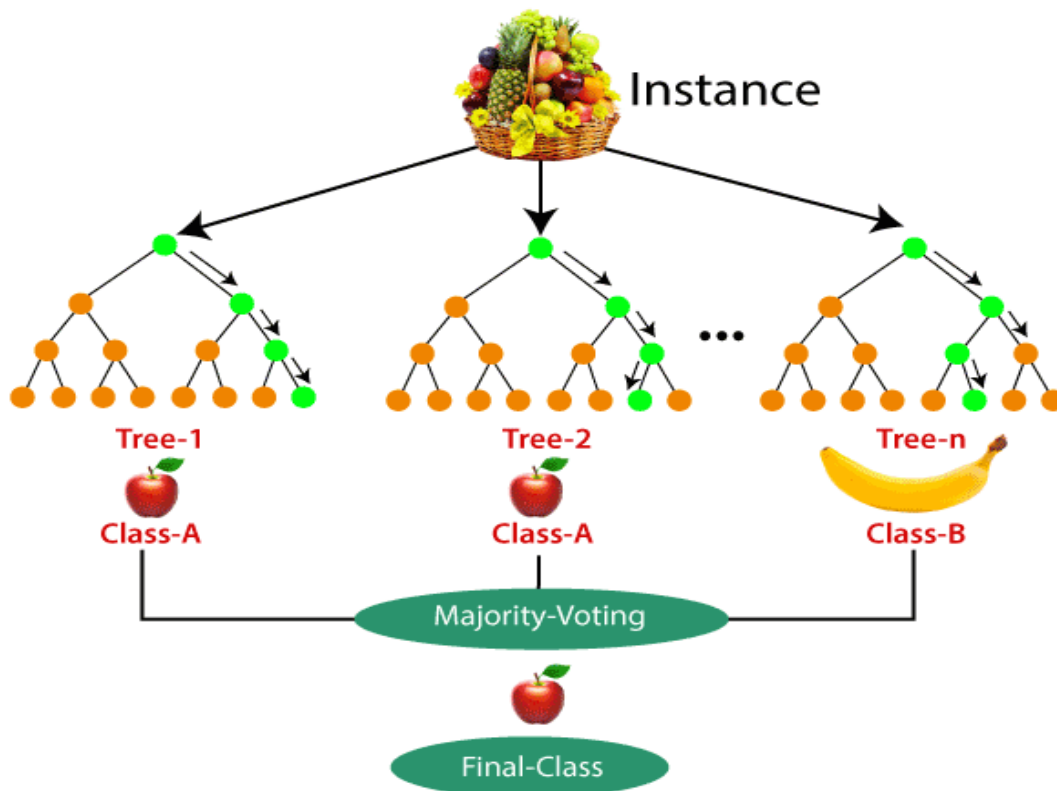 Instance
...
Tree-1
Tree-2
Tree-n
Class-A
Class-A
Class-B
Majority-Voting
Final-Class